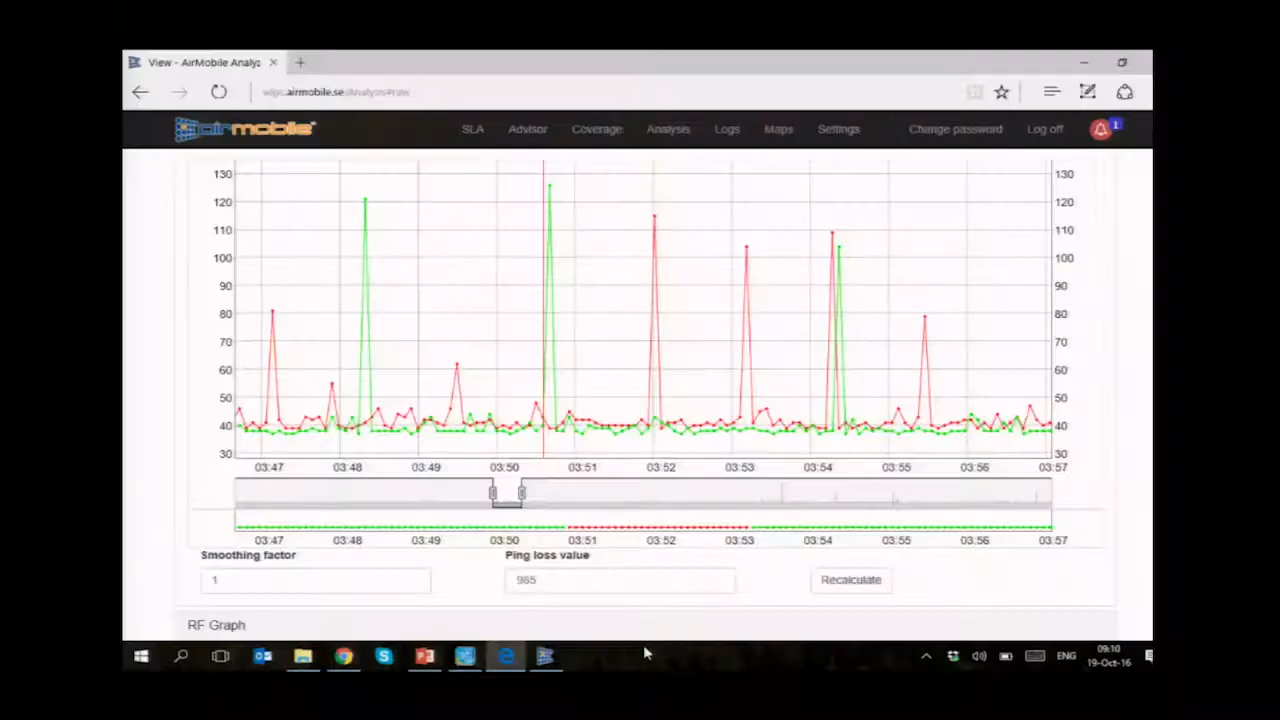 View - AirMobile Analyz
airmobile.se
airmobile
SLA Advisor Coverage Analysis Logs Maps Settings Change password Log off 1
130 130
120 120
110 110
100 100
90 90
80 80
70 70
60 60
50 50
40 40
30 30
03:47 03:48 03:49 03:50 03:51 03:52 03:53 03:54 03:55 03:56 03:57
03:47 03:48 03:49 03:50 03:51 03:52 03:53 03:54 03:55 03:56 03:57
Smoothing factor Ping loss value
1 985 Recalculate
RF Graph
ENG 09:10
19-Oct-16